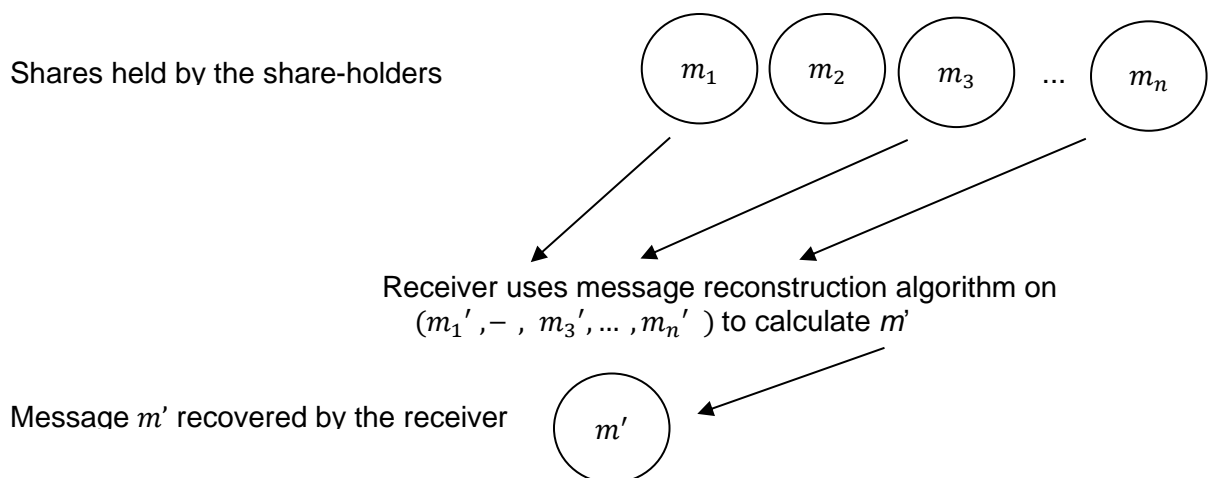 Shares held by the share-holders
m₁ m₂ m₃ ... mₙ
Receiver uses message reconstruction algorithm on
(m₁′ ,− , m₃′, … ,mₙ′ ) to calculate m’
Message m’ recovered by the receiver
m′